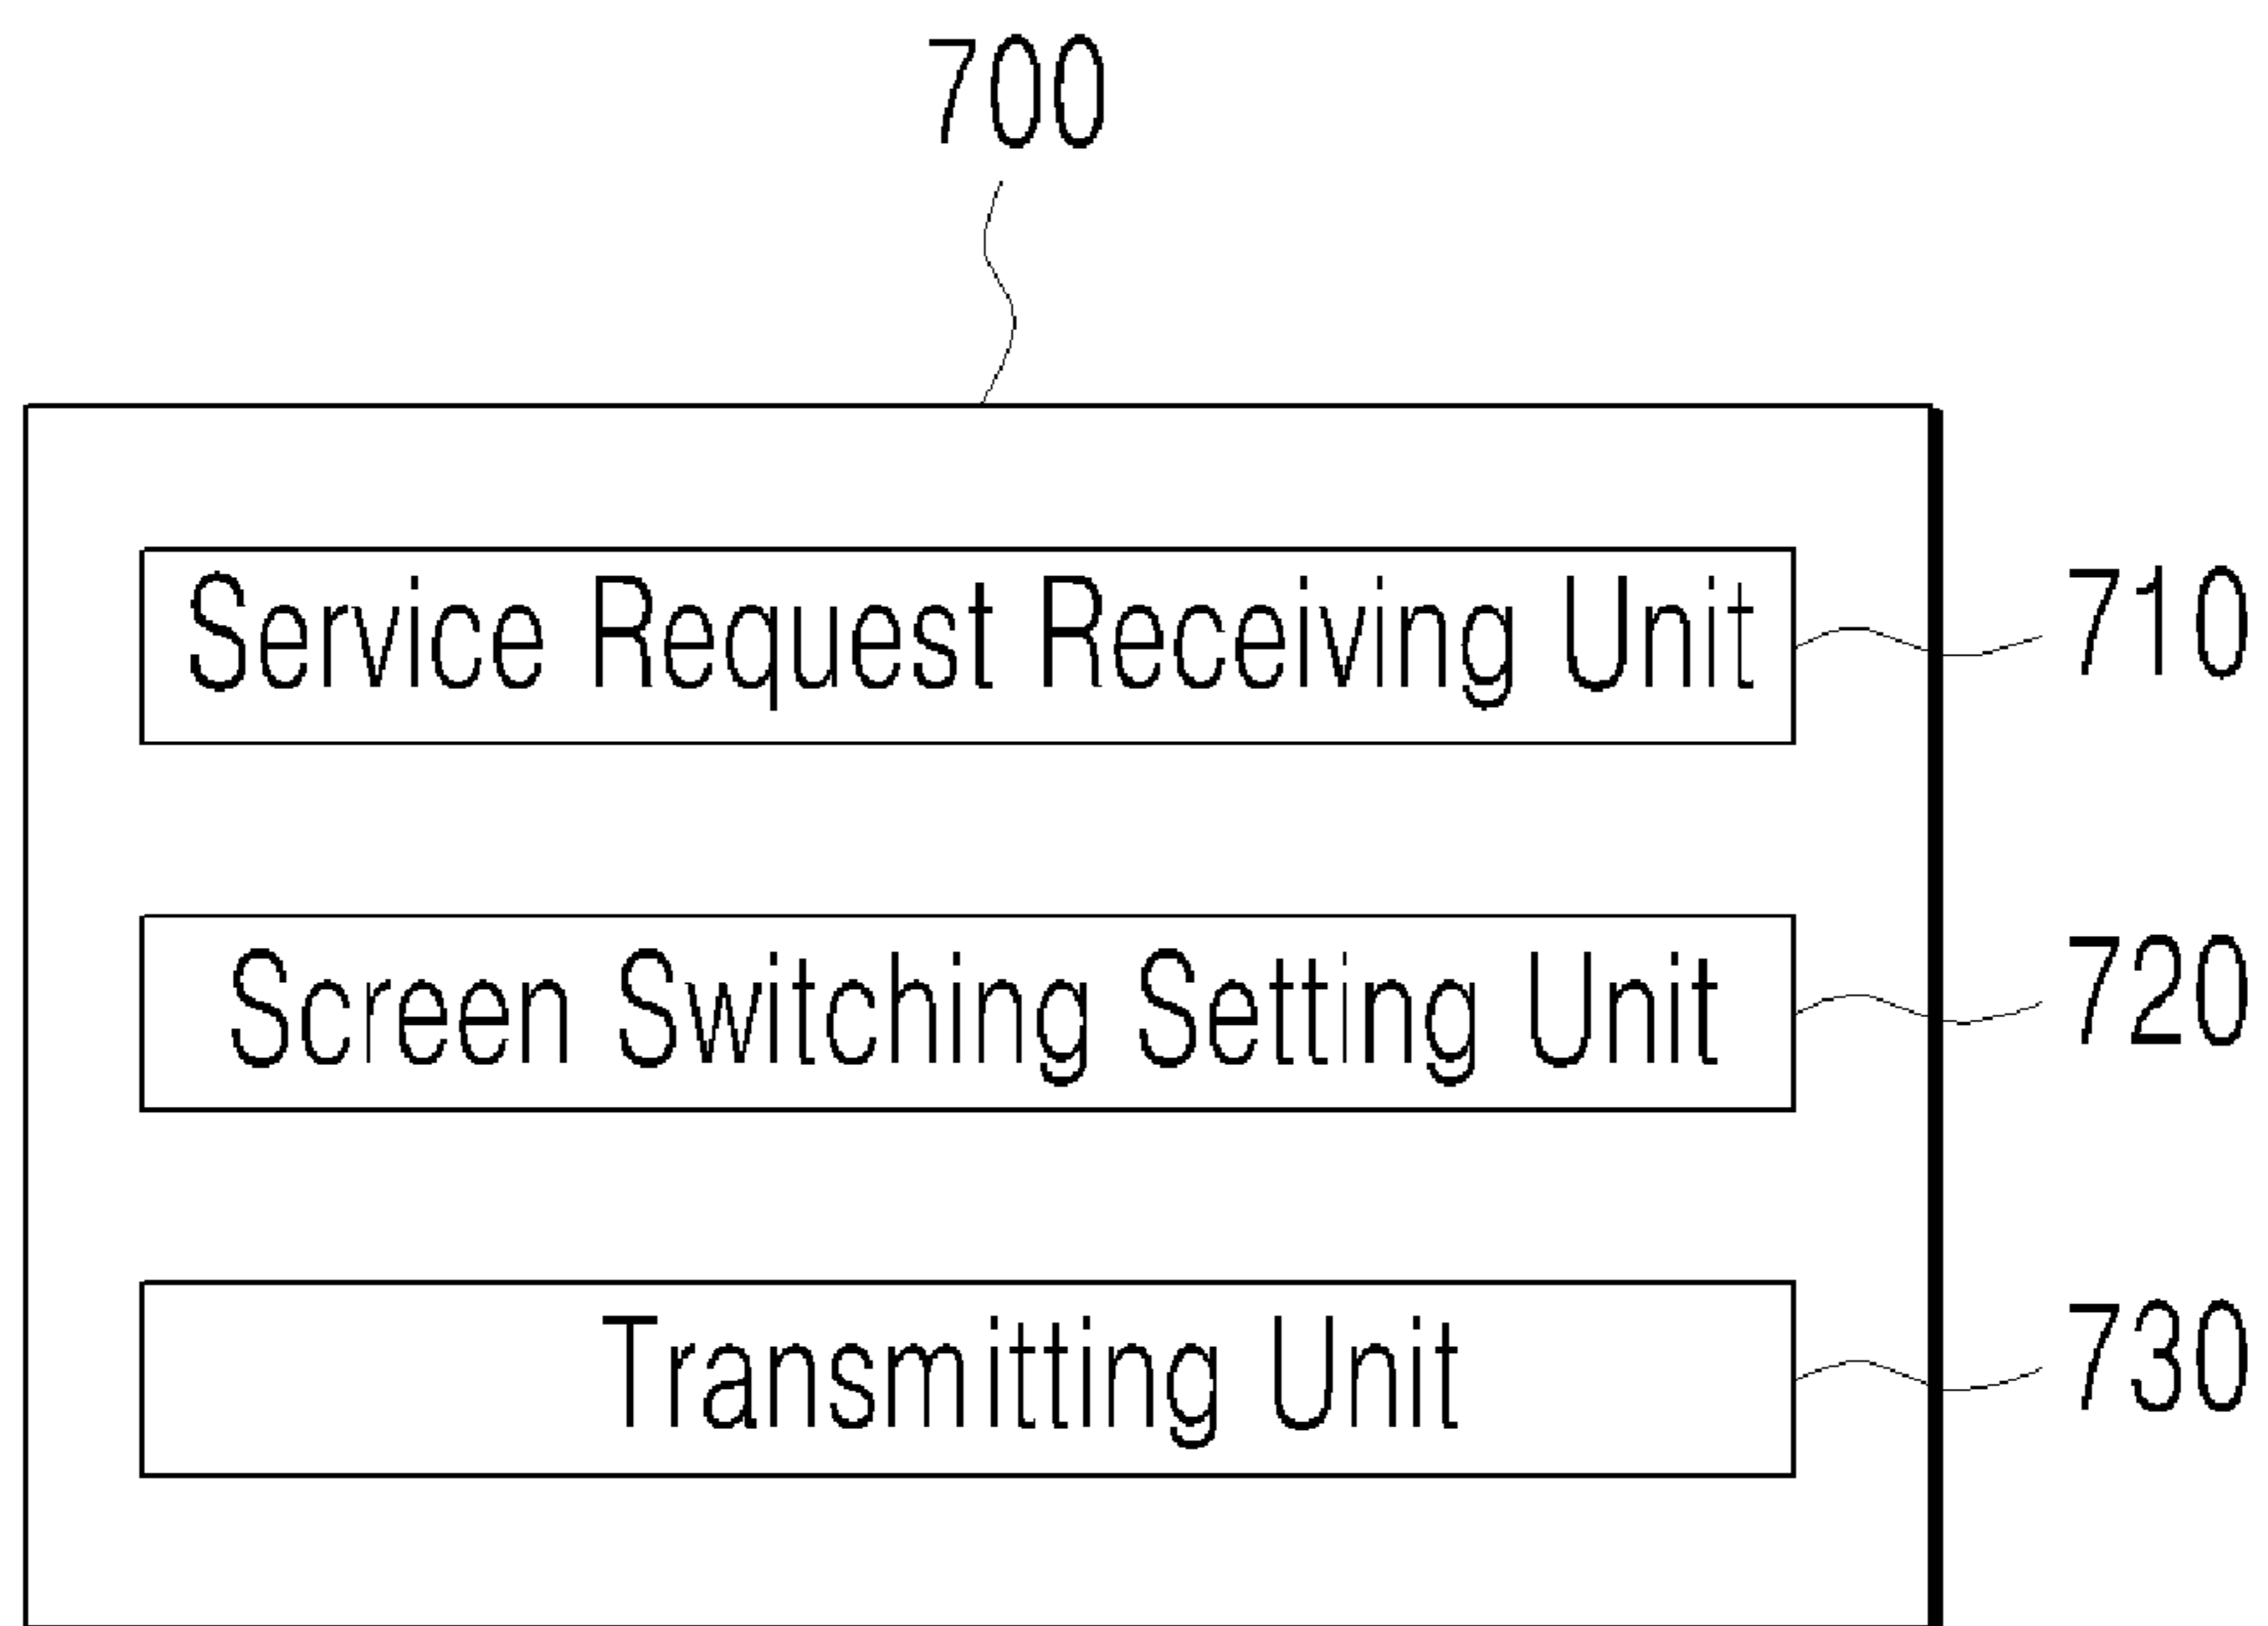 700
Service Request Receiving Unit 710
Screen Switching Setting Unit 720
Transmitting Unit 730